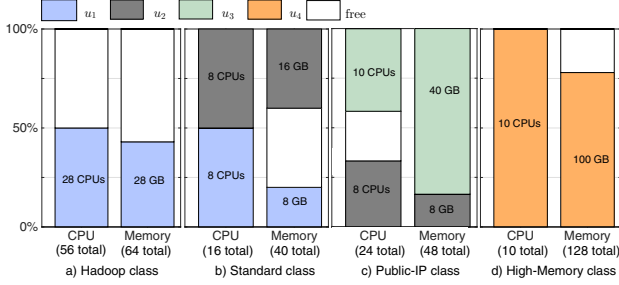 u1 u2 u3 u4 free
100%
50%
0%
28 CPUs
28 GB
8 CPUs
8 CPUs
16 GB
8 GB
10 CPUs
8 CPUs
40 GB
8 GB
10 CPUs
100 GB
CPU Memory CPU Memory CPU Memory CPU Memory
(56 total) (64 total) (16 total) (40 total) (24 total) (48 total) (10 total) (128 total)
a) Hadoop class b) Standard class c) Public-IP class d) High-Memory class